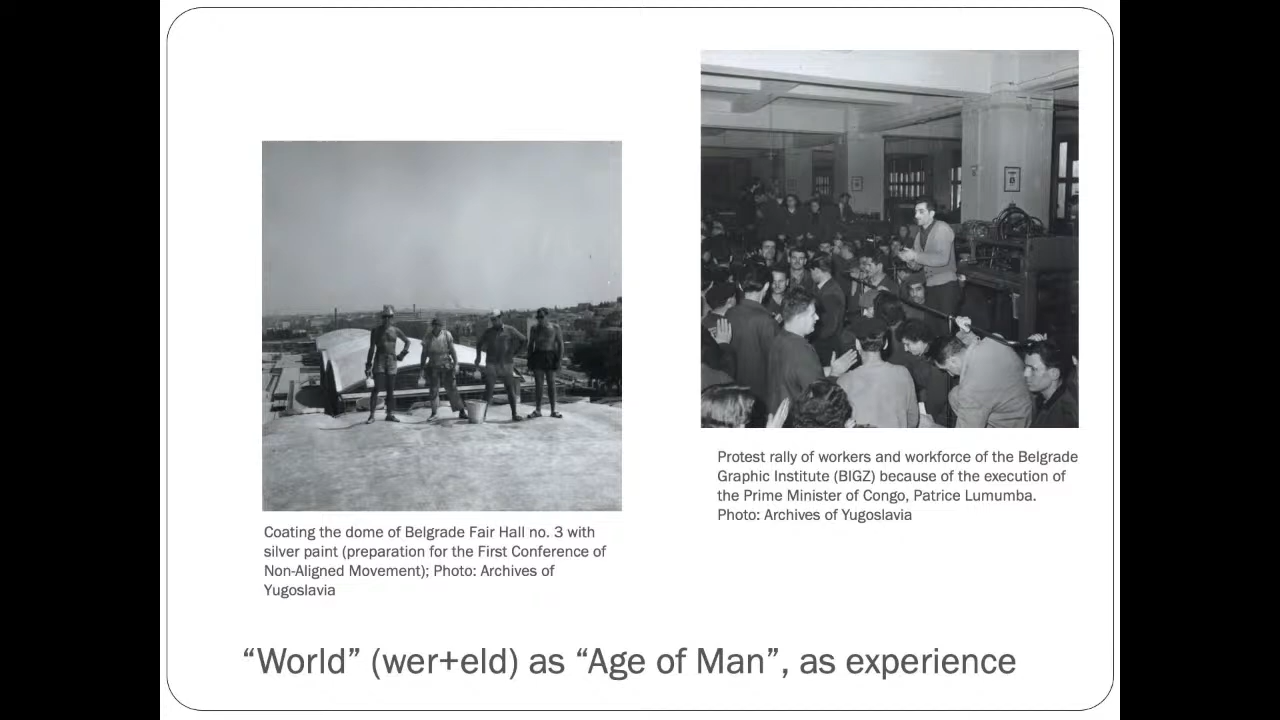 Coating the dome of Belgrade Fair Hall no. 3 with
silver paint (preparation for the First Conference of
Non-Aligned Movement); Photo: Archives of
Yugoslavia
Protest rally of workers and workforce of the Belgrade
Graphic Institute (BIGZ) because of the execution of
the Prime Minister of Congo, Patrice Lumumba.
Photo: Archives of Yugoslavia
“World” (wer+eld) as “Age of Man”, as experience